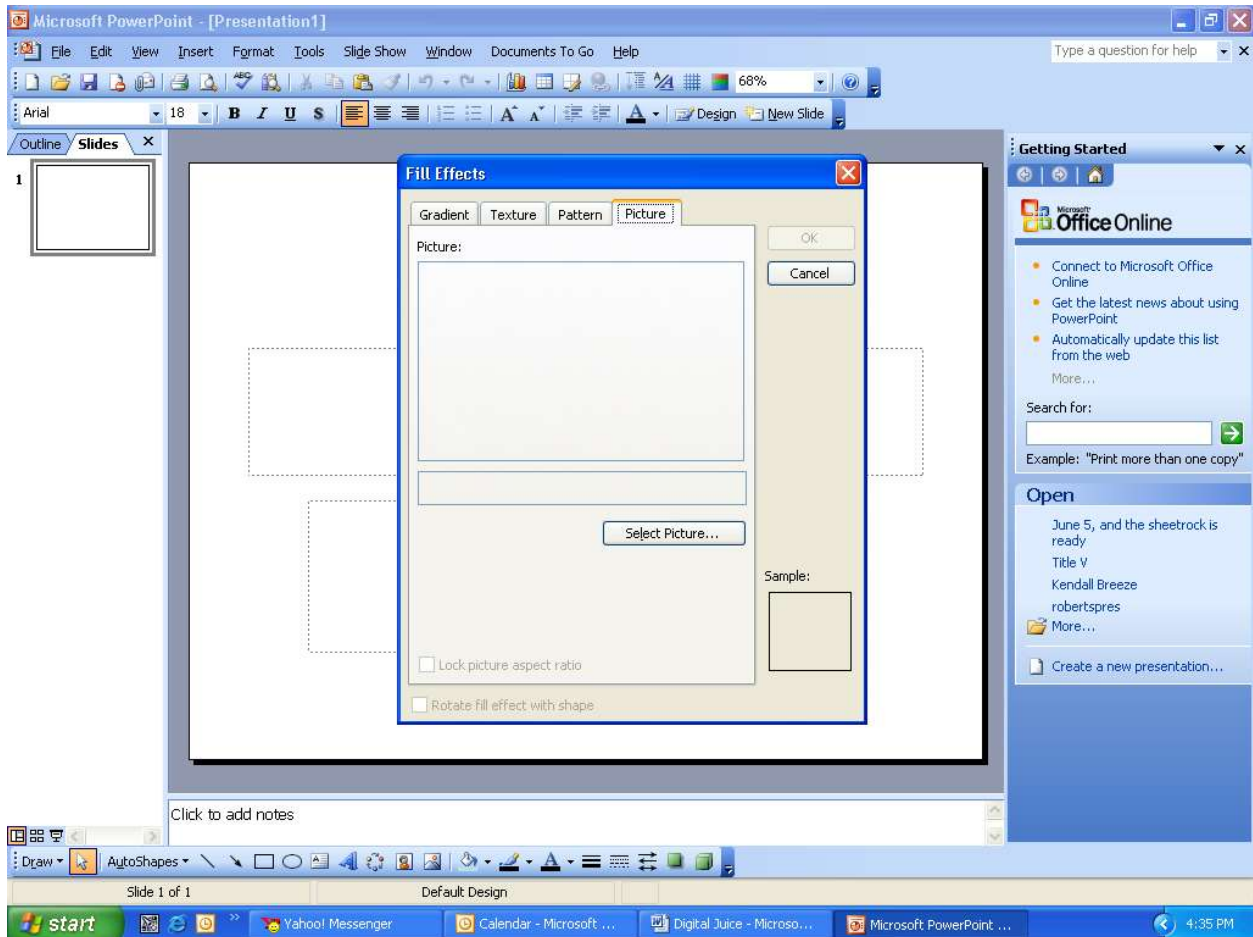 Microsoft PowerPoint - [Presentation1]
File Edit View Insert Format Tools Slide Show Window Documents To Go Help
Type a question for help
68%
Arial 18 B I U S A A A Design New Slide
Outline Slides
1
Getting Started
Microsoft
Office Online
Connect to Microsoft Office
Online
Get the latest news about using
PowerPoint
Automatically update this list
from the web
More...
Search for:
Example: "Print more than one copy"
Open
June 5, and the sheetrock is
ready
Title V
Kendall Breeze
robertspres
More...
Create a new presentation...
Fill Effects
Gradient Texture Pattern Picture
Picture:
OK
Cancel
Select Picture...
Sample:
Lock picture aspect ratio
Rotate fill effect with shape
Click to add notes
Draw AutoShapes A
Slide 1 of 1 Default Design
start Yahoo! Messenger Calendar - Microsoft ... Digital Juice - Microso... Microsoft PowerPoint ... 4:35 PM